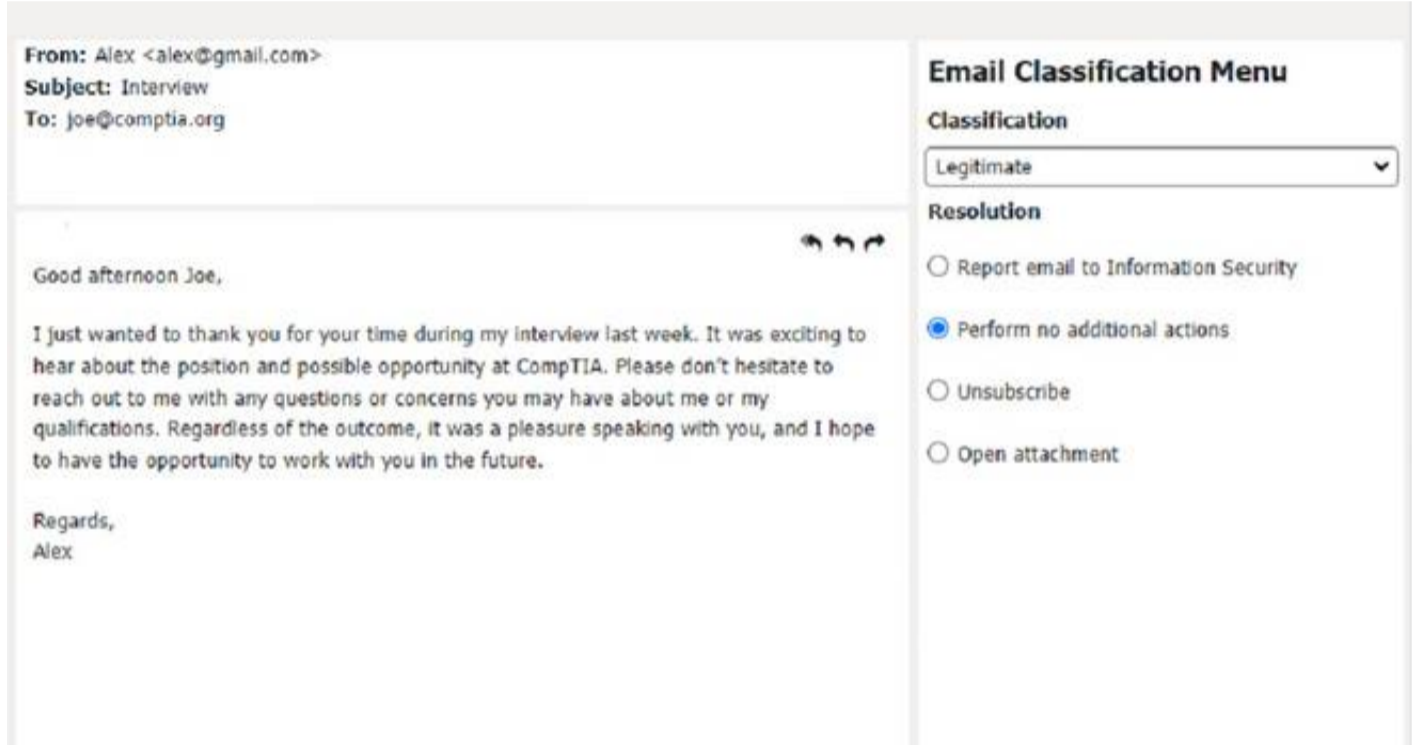 From: Alex <alex@gmail.com>
Subject: Interview
To: joe@comptia.org
Good afternoon Joe,
I just wanted to thank you for your time during my interview last week. It was exciting to
hear about the position and possible opportunity at CompTIA. Please don't hesitate to
reach out to me with any questions or concerns you may have about me or my
qualifications. Regardless of the outcome, it was a pleasure speaking with you, and I hope
to have the opportunity to work with you in the future.
Regards,
Alex
Email Classification Menu
Classification
Legitimate
Resolution
Report email to Information Security
Perform no additional actions
Unsubscribe
Open attachment